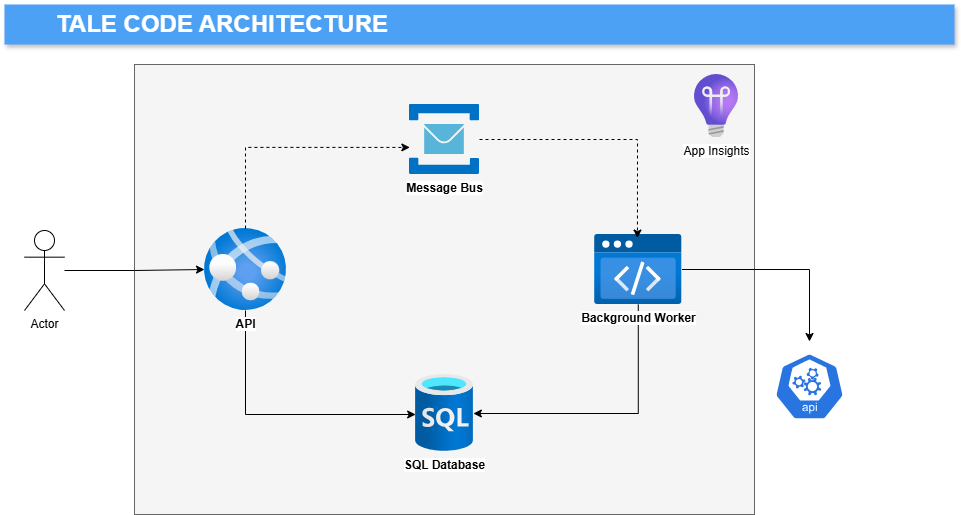 TALE CODE ARCHITECTURE
App Insights
Message Bus
Actor
API
Background Worker
api
SQL
SQL Database